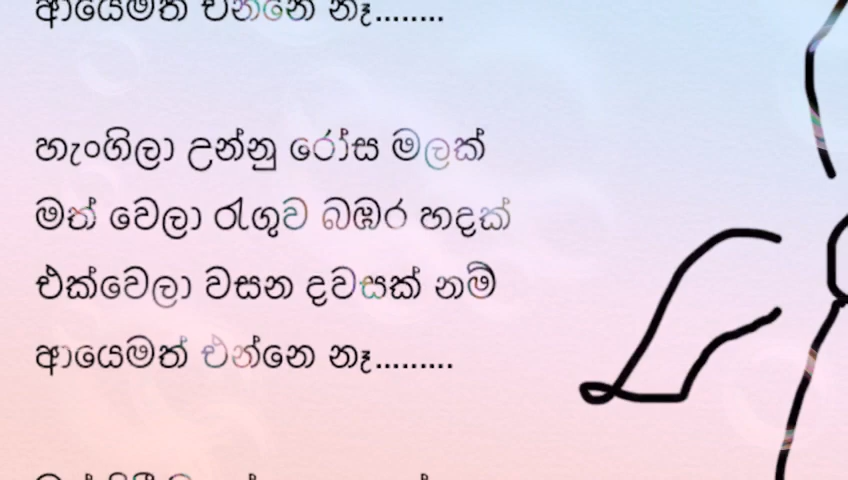 ආයෙමත් එන්නෙ නෑ........
හැංගිලා උන්නු රෝස මලක්
මත් වෙලා රැගුව බඹර හදක්
එක්වෙලා වසන දවසක් නම්
ආයෙමත් එන්නෙ නෑ.........